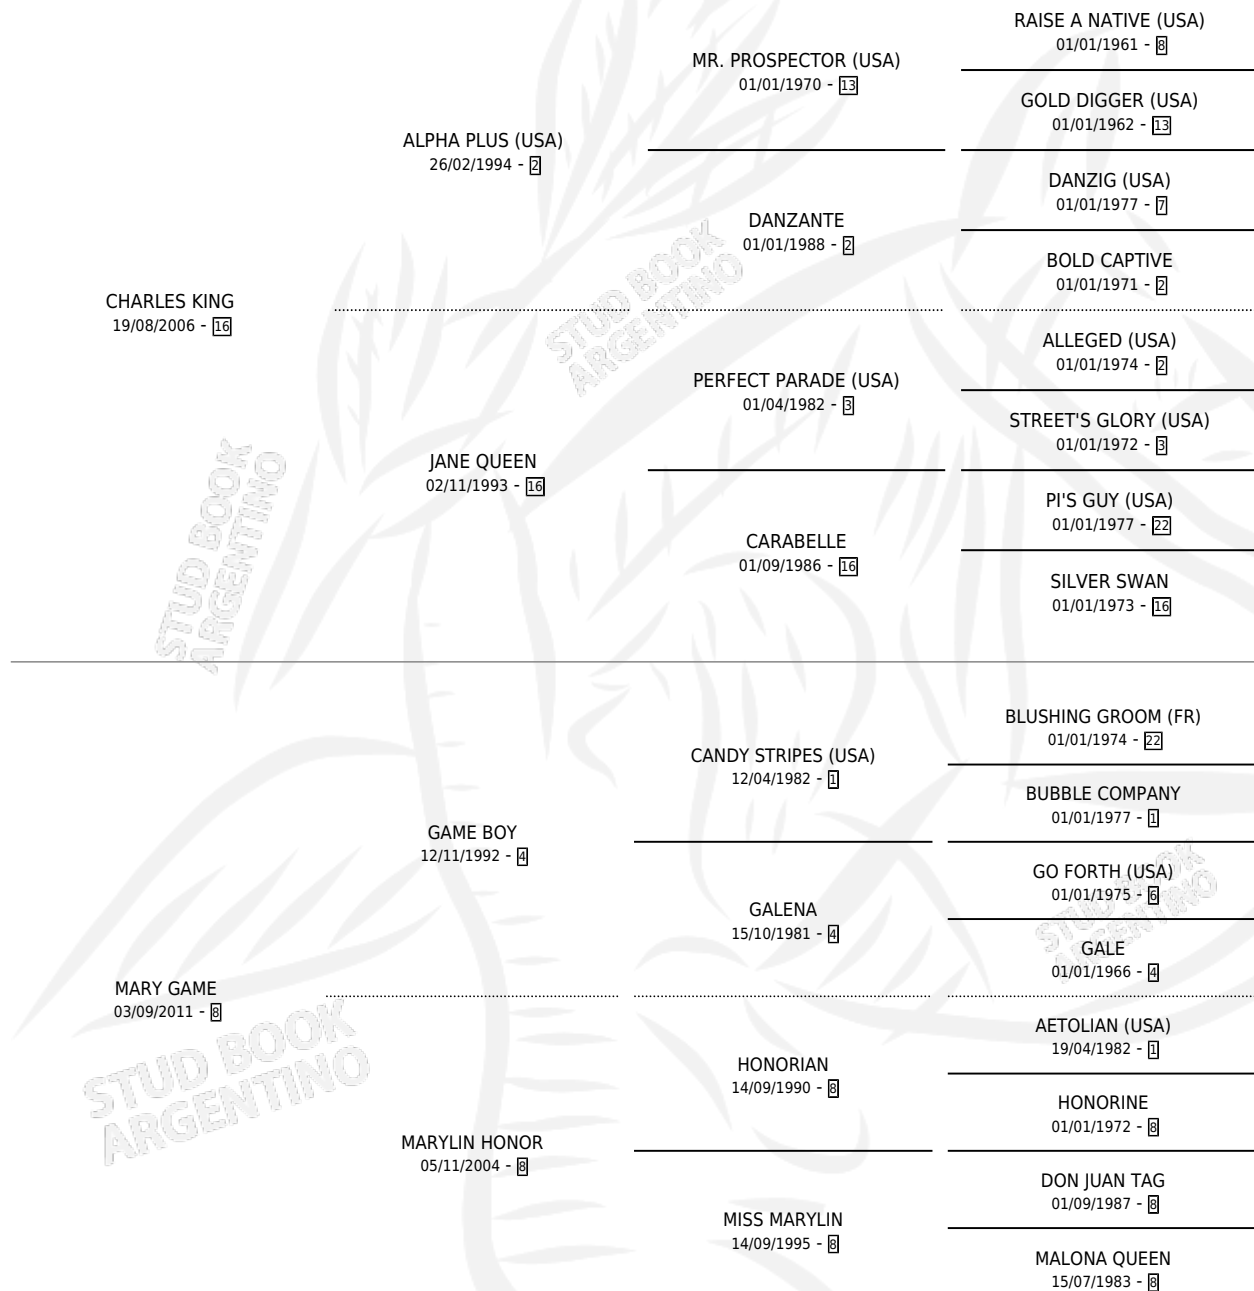 RAISE A NATIVE (USA)
01/01/1961 - 8
MR. PROSPECTOR (USA)
01/01/1970 - 13
GOLD DIGGER (USA)
01/01/1962 - 13
ALPHA PLUS (USA)
26/02/1994 - 2
DANZIG (USA)
01/01/1977 - 7
DANZANTE
01/01/1988 - 2
BOLD CAPTIVE
01/01/1971 - 2
CHARLES KING
19/08/2006 - 16
ALLEGED (USA)
01/01/1974 - 2
PERFECT PARADE (USA)
01/04/1982 - 3
STREET'S GLORY (USA)
01/01/1972 - 3
JANE QUEEN
02/11/1993 - 16
PI'S GUY (USA)
01/01/1977 - 22
CARABELLE
01/09/1986 - 16
SILVER SWAN
01/01/1973 - 16
BLUSHING GROOM (FR)
01/01/1974 - 22
CANDY STRIPES (USA)
12/04/1982 - 1
BUBBLE COMPANY
01/01/1977 - 1
GAME BOY
12/11/1992 - 4
GO FORTH (USA)
01/01/1975 - 6
GALENA
15/10/1981 - 4
GALE
01/01/1966 - 4
MARY GAME
03/09/2011 - 8
AETOLIAN (USA)
19/04/1982 - 1
HONORIAN
14/09/1990 - 8
HONORINE
01/01/1972 - 8
MARYLIN HONOR
05/11/2004 - 8
DON JUAN TAG
01/09/1987 - 8
MISS MARYLIN
14/09/1995 - 8
MALONA QUEEN
15/07/1983 - 8
STUD BOOK
ARGENTINO
STUD BOOK
ARGENTINO
STUD BOOK
ARGENTINO
STUD BOOK
ARGENTINO